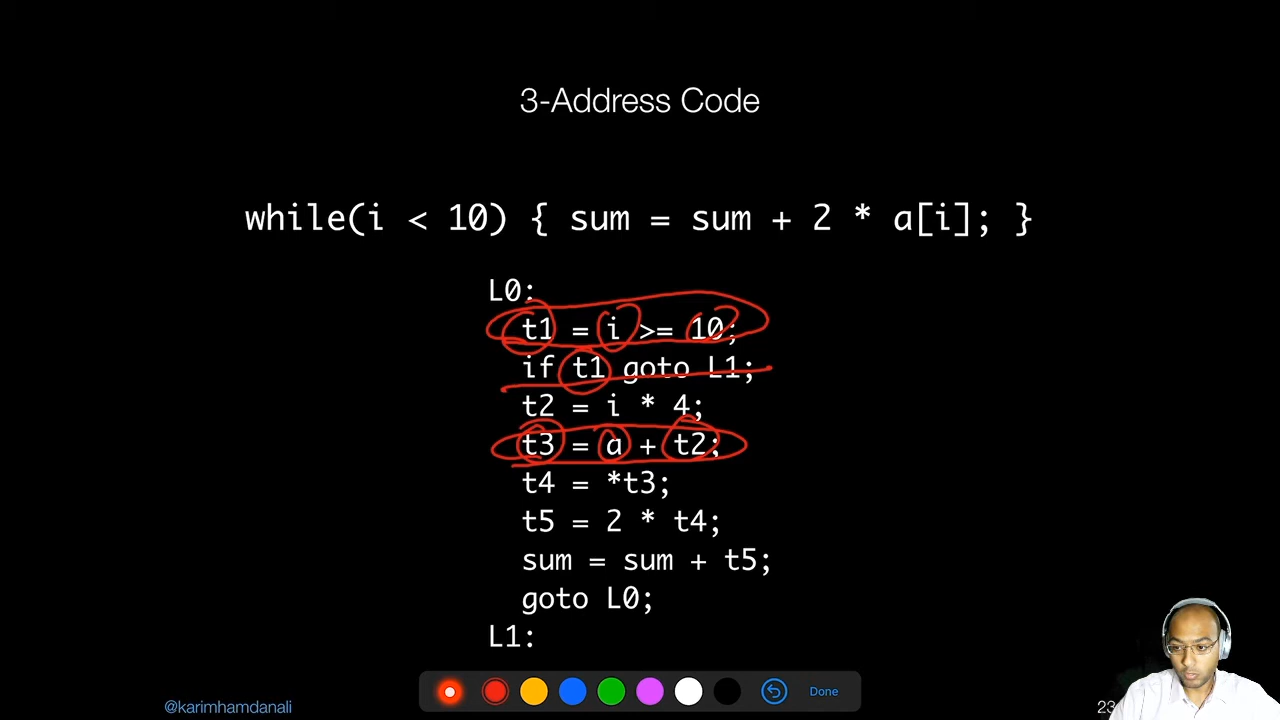 3-Address Code
while(i < 10) { sum = sum + 2 * a[i]; }
L0:
t1 = i >= 10;
if t1 goto L1;
t2 = i * 4;
t3 = a + t2;
t4 = *t3;
t5 = 2 * t4;
sum = sum + t5;
goto L0;
L1:
Done
@karimhamdanali
23